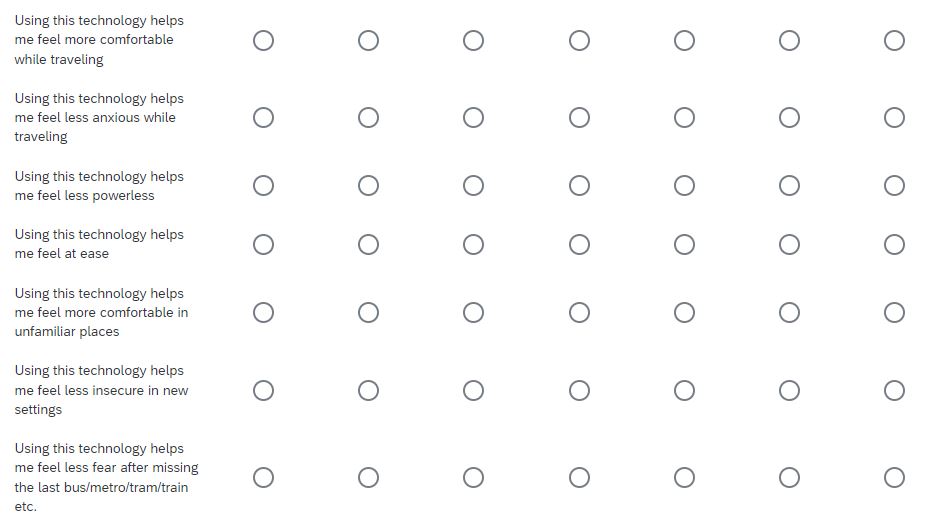 Using this technology helps
me feel more comfortable
while traveling
Using this technology helps
me feel less anxious while
traveling
Using this technology helps
me feel less powerless
Using this technology helps
me feel at ease
Using this technology helps
me feel more comfortable in
unfamiliar places
Using this technology helps
me feel less insecure in new
settings
Using this technology helps
me feel less fear after missing
the last bus/metro/tram/train
etc.